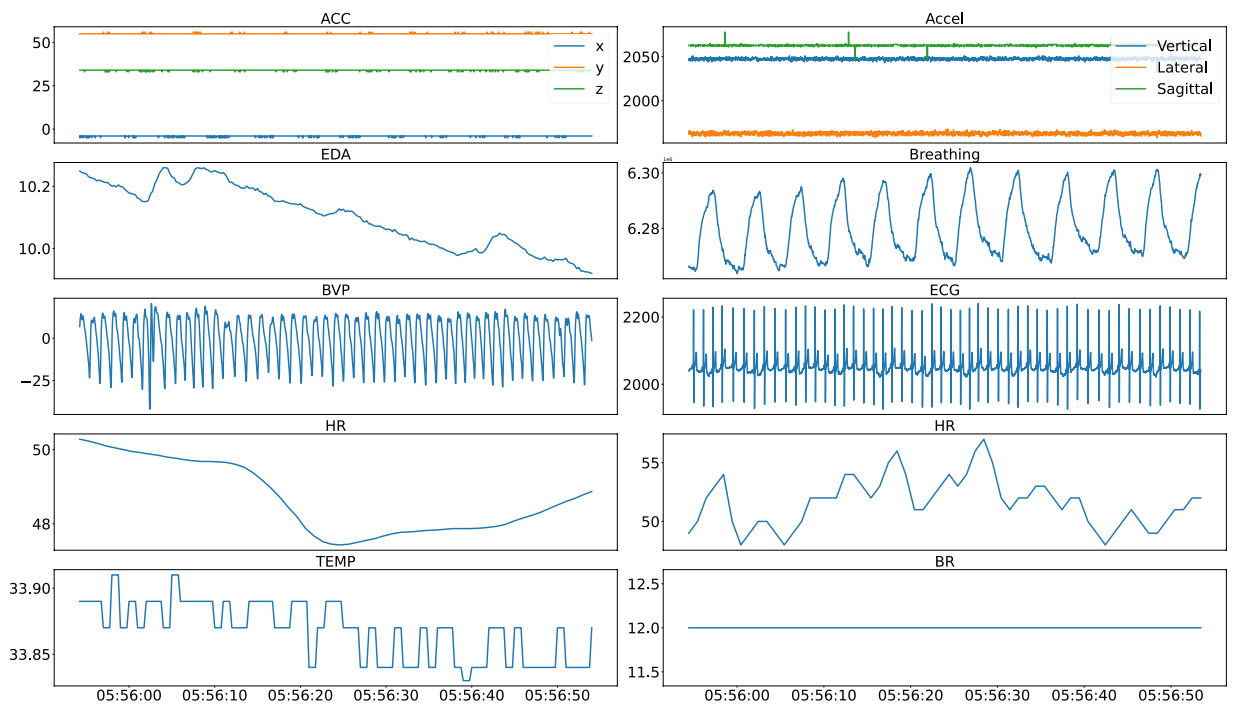 ACC
50
25
0
x
y
z
Accel
2050
2000
Vertical
Lateral
Sagittal
EDA
10.2
10.0
Breathing
1e6
6.30
6.28
BVP
0
−25
ECG
2200
2000
HR
50
48
HR
55
50
TEMP
33.90
33.85
05:56:00 05:56:10 05:56:20 05:56:30 05:56:40 05:56:50
BR
12.5
12.0
11.5
05:56:00 05:56:10 05:56:20 05:56:30 05:56:40 05:56:50